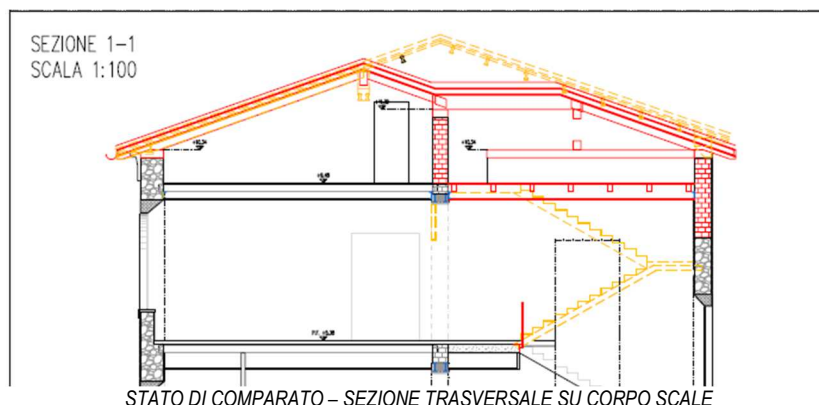 SEZIONE 1-1
SCALA 1:100
STATO DI COMPARATO – SEZIONE TRASVERSALE SU CORPO SCALE